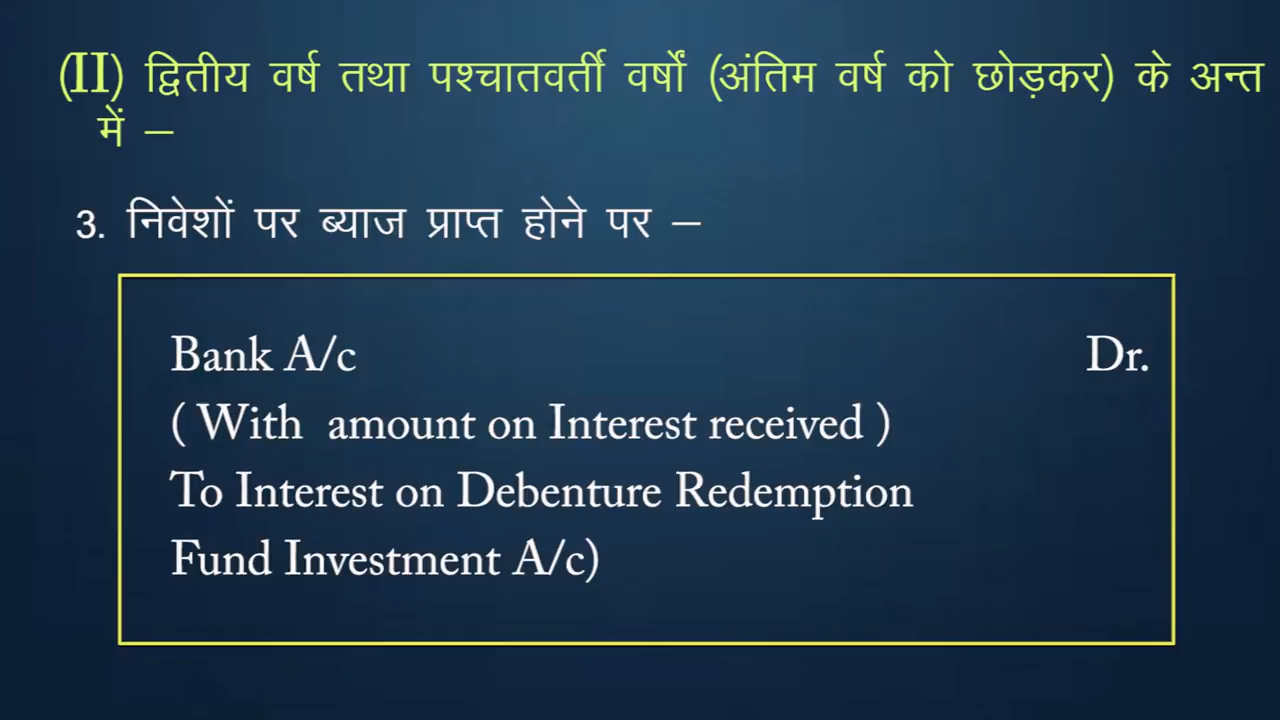 (II) द्वितीय वर्ष तथा पश्चातवर्ती वर्षों (अंतिम वर्ष को छोड़कर) के अन्त
में –
3. निवेशों पर ब्याज प्राप्त होने पर –
Bank A/c Dr.
( With amount on Interest received )
To Interest on Debenture Redemption
Fund Investment A/c)